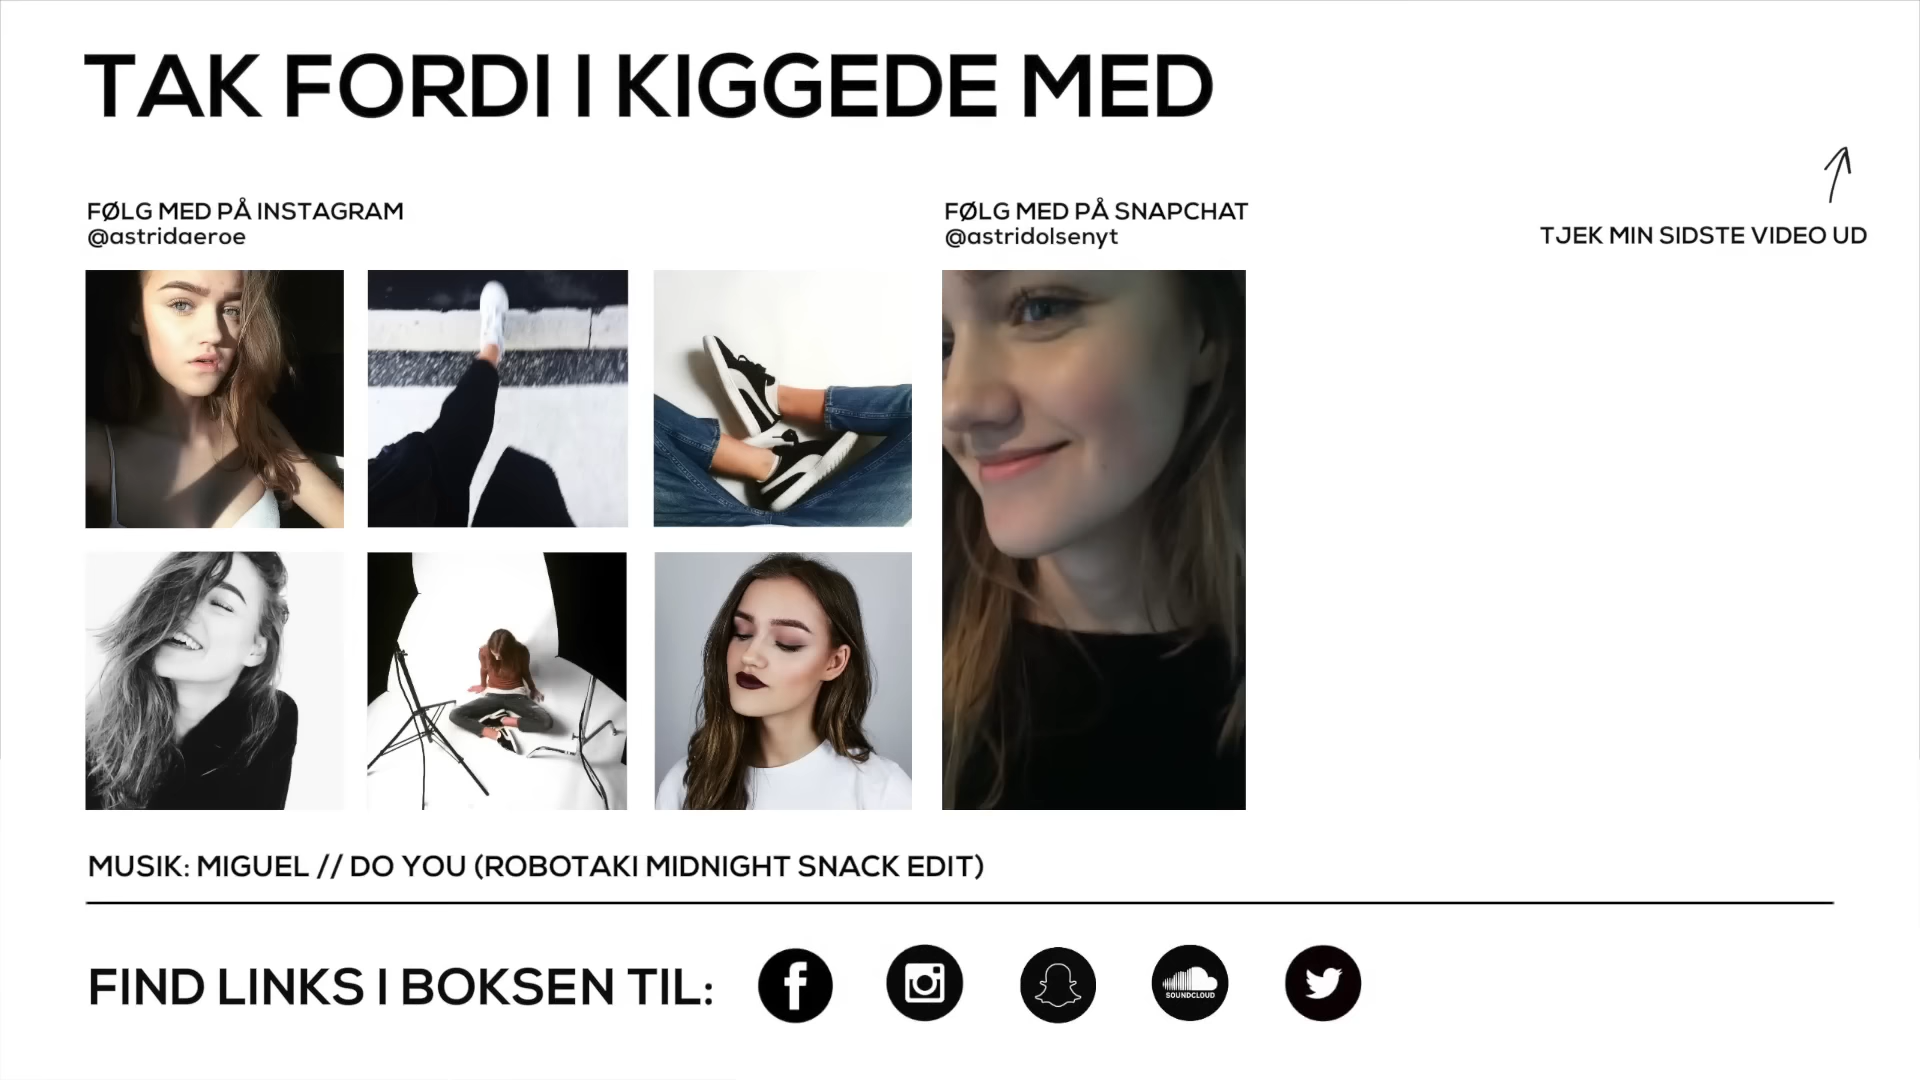 TAK FORDI I KIGGEDE MED
FØLG MED PÅ INSTAGRAM
@astridaeroe
FØLG MED PÅ SNAPCHAT
@astridolsenyt
TJEK MIN SIDSTE VIDEO UD
MUSIK: MIGUEL // DO YOU (ROBOTAKI MIDNIGHT SNACK EDIT)
FIND LINKS I BOKSEN TIL:
SOUNDCLOUD